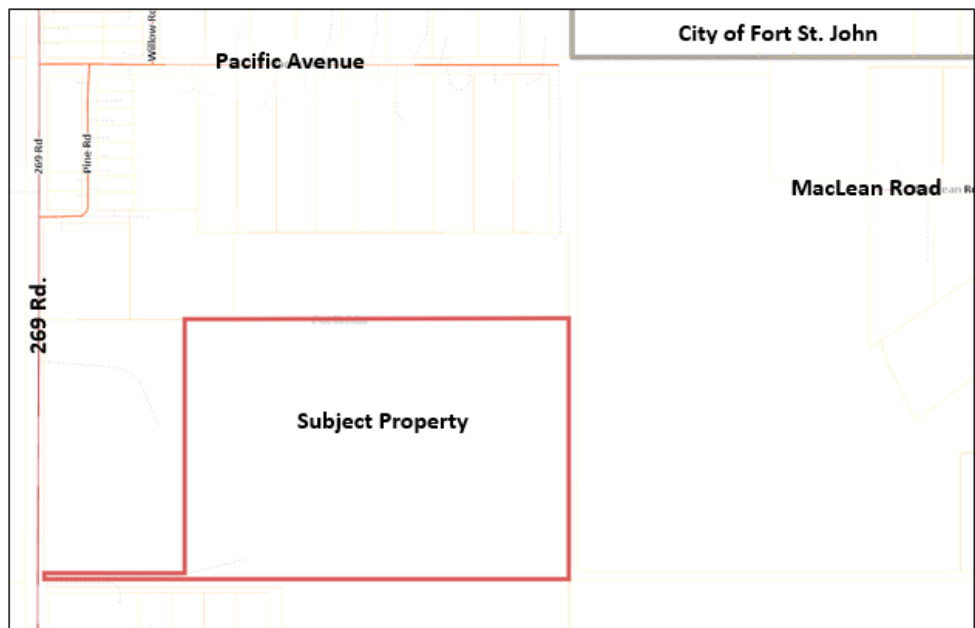 City of Fort St. John
Willow Rd
Pacific Avenue
269 Rd
Pine Rd
MacLean Road
269 Rd.
Subject Property